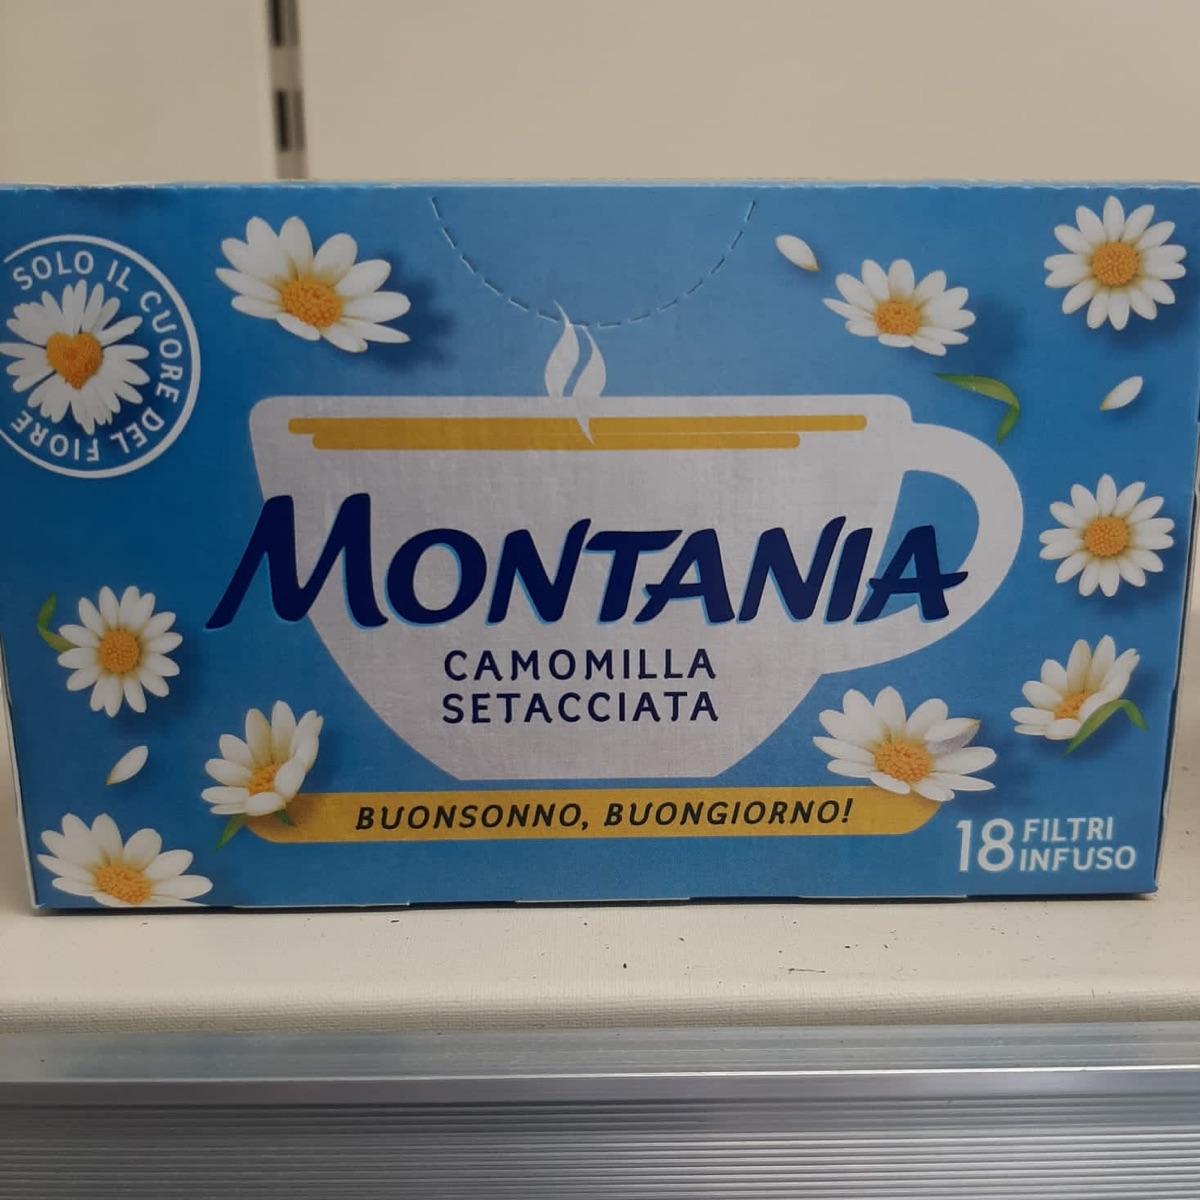 SOLO IL CUORE DEL FIORE
MONTANIA
CAMOMILLA
SETACCIATA
BUONSONNO, BUONGIORNO!
18 FILTRI
INFUSO